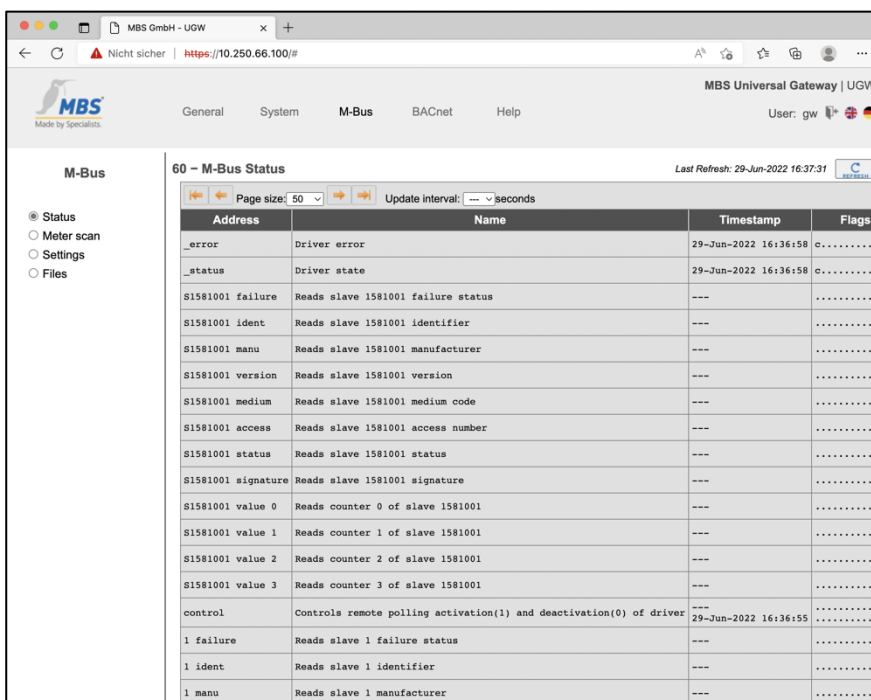 MBS GmbH - UGW
Nicht sicher | https://10.250.66.100/#
MBS Universal Gateway | UGW
MBS
Made by Specialists.
General System M-Bus BACnet Help
User: gw
M-Bus
Status
Meter scan
Settings
Files
60 – M-Bus Status
Last Refresh: 29-Jun-2022 16:37:31
REFRESH
Page size: 50 Update interval: --- seconds
Address Name Timestamp Flags
_error Driver error 29-Jun-2022 16:36:58 c.........
_status Driver state 29-Jun-2022 16:36:58 c.........
S1581001 failure Reads slave 1581001 failure status --- ..........
S1581001 ident Reads slave 1581001 identifier --- ..........
S1581001 manu Reads slave 1581001 manufacturer --- ..........
S1581001 version Reads slave 1581001 version --- ..........
S1581001 medium Reads slave 1581001 medium code --- ..........
S1581001 access Reads slave 1581001 access number --- ..........
S1581001 status Reads slave 1581001 status --- ..........
S1581001 signature Reads slave 1581001 signature --- ..........
S1581001 value 0 Reads counter 0 of slave 1581001 --- ..........
S1581001 value 1 Reads counter 1 of slave 1581001 --- ..........
S1581001 value 2 Reads counter 2 of slave 1581001 --- ..........
S1581001 value 3 Reads counter 3 of slave 1581001 --- ..........
control Controls remote polling activation(1) and deactivation(0) of driver --- ..........
29-Jun-2022 16:36:55 ..........
1 failure Reads slave 1 failure status --- ..........
1 ident Reads slave 1 identifier --- ..........
1 manu Reads slave 1 manufacturer --- ..........